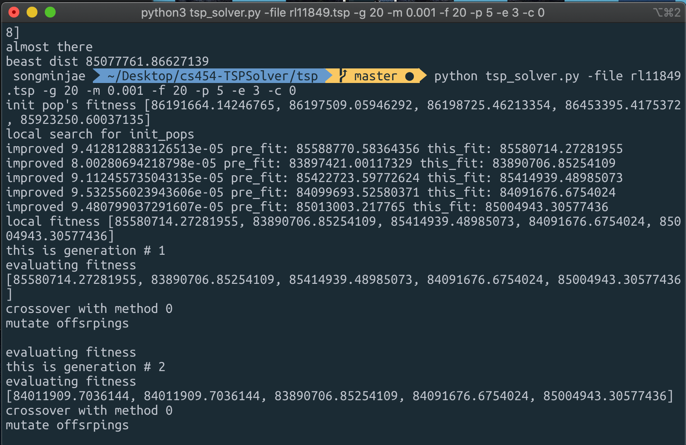 python3 tsp_solver.py -file rl11849.tsp -g 20 -m 0.001 -f 20 -p 5 -e 3 -c 0
⌥⌘2
8]
almost there
beast dist 85077761.86627139
songminjae ~/Desktop/cs454-TSPSolver/tsp master ● python tsp_solver.py -file rl11849
.tsp -g 20 -m 0.001 -f 20 -p 5 -e 3 -c 0
init pop's fitness [86191664.14246765, 86197509.05946292, 86198725.46213354, 86453395.4175372
, 85923250.60037135]
local search for init_pops
improved 9.412812883126513e-05 pre_fit: 85588770.58364356 this_fit: 85580714.27281955
improved 8.00280694218798e-05 pre_fit: 83897421.00117329 this_fit: 83890706.85254109
improved 9.112455735043135e-05 pre_fit: 85422723.59772624 this_fit: 85414939.48985073
improved 9.532556023943606e-05 pre_fit: 84099693.52580371 this_fit: 84091676.6754024
improved 9.480799037291607e-05 pre_fit: 85013003.217765 this_fit: 85004943.30577436
local fitness [85580714.27281955, 83890706.85254109, 85414939.48985073, 84091676.6754024, 85
004943.30577436]
this is generation # 1
evaluating fitness
[85580714.27281955, 83890706.85254109, 85414939.48985073, 84091676.6754024, 85004943.30577436
]
crossover with method 0
mutate offsrpings
evaluating fitness
this is generation # 2
evaluating fitness
[84011909.7036144, 84011909.7036144, 83890706.85254109, 84091676.6754024, 85004943.30577436]
crossover with method 0
mutate offsrpings